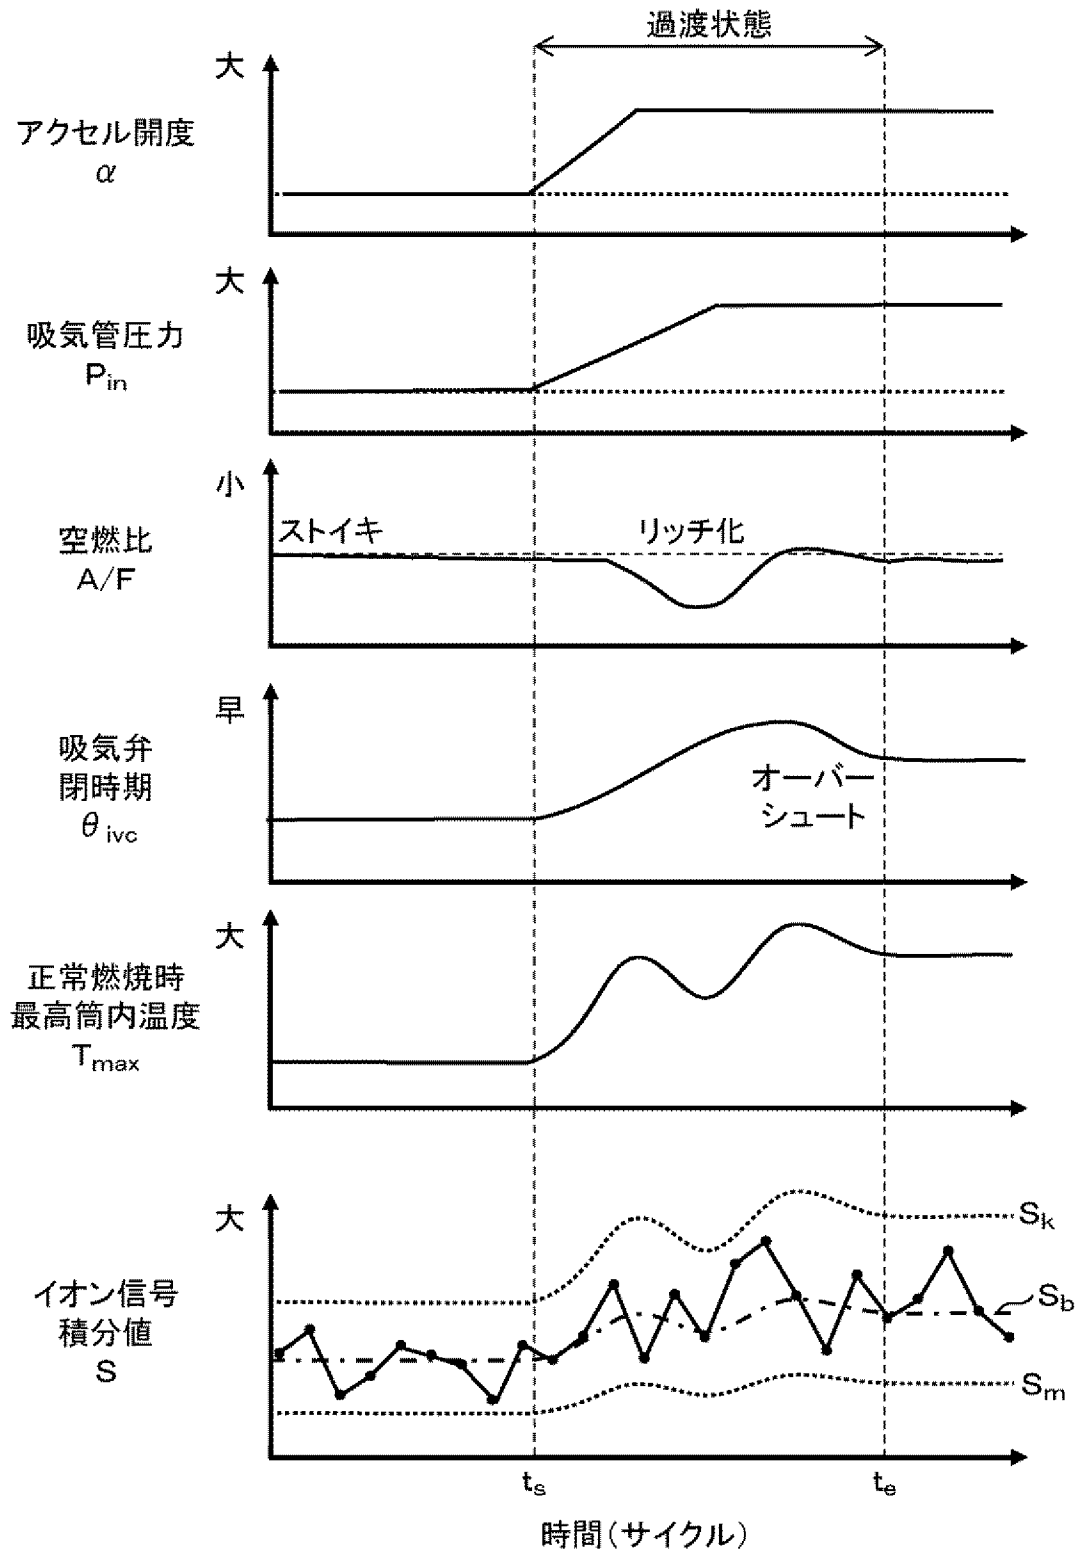 過渡状態
大
アクセル開度
α
大
吸気管圧力
Pin
小
ストイキ
リッチ化
空燃比
A/F
早
吸気弁
閉時期
θivc
オーバー
シュート
大
正常燃焼時
最高筒内温度
Tmax
大
Sk
イオン信号
積分値
S
Sb
Sm
ts
te
時間(サイクル)